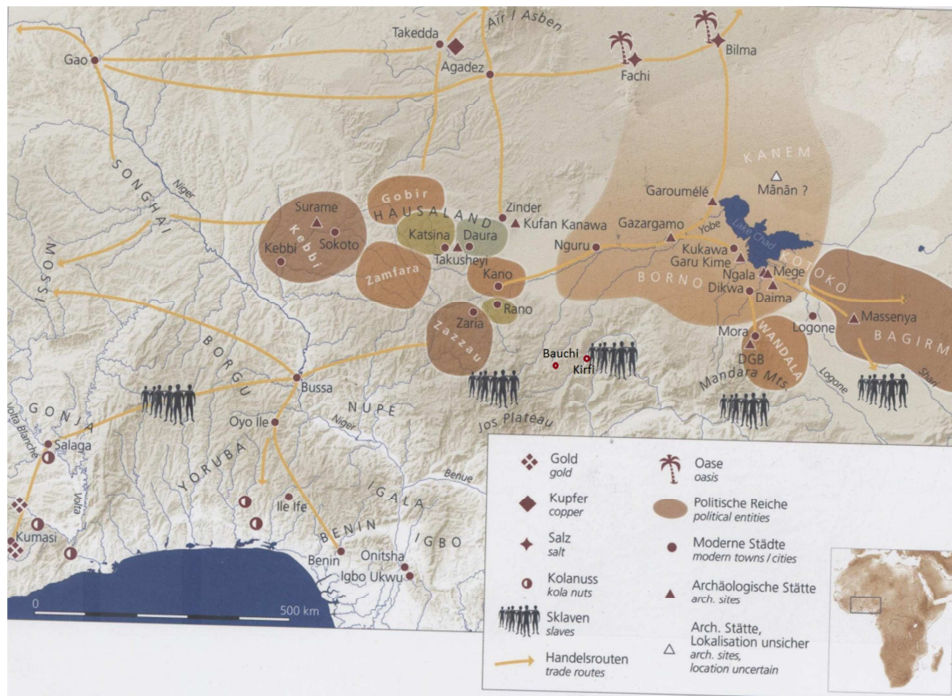 Takedda
Air / Asben
Agadez
Bilma
Fachi
Gao
KANEM
Mānān ?
SONGHAI
Niger
Gobir
HAUSALAND
Garoumélé
Surame
Zinder
Kufan Kanawa
Gazargamo
Yobe
Lake Chad
Kebbi
Sokoto
Katsina
Daura
Takusheyi
Nguru
Kukawa
Garu Kime
KOTOKO
Kebbi
MOSSI
Zamfara
Kano
BORNO
Ngala
Mege
Dikwa
Daima
Rano
Zaria
Massenya
Logone
BAGIRM
Zazzau
Mora
WANDALA
DGB
Mandara Mts.
Logone
Shari
Bauchi
Kirfi
BORGU
Bussa
GONJA
NUPE
Jos Plateau
Oyo Ile
Niger
Volta Blanche
Salaga
YORUBA
Benue
Volta
IGALA
Ile Ife
Kumasi
BENIN
IGBO
Benin
Onitsha
Igbo Ukwu
0
500 km
Gold
gold
Kupfer
copper
Salz
salt
Kolanuss
kola nuts
Sklaven
slaves
Handelsrouten
trade routes
Oase
oasis
Politische Reiche
political entities
Moderne Städte
modern towns / cities
Archäologische Stätte
arch. sites
Arch. Stätte,
Lokalisation unsicher
arch. sites,
location uncertain